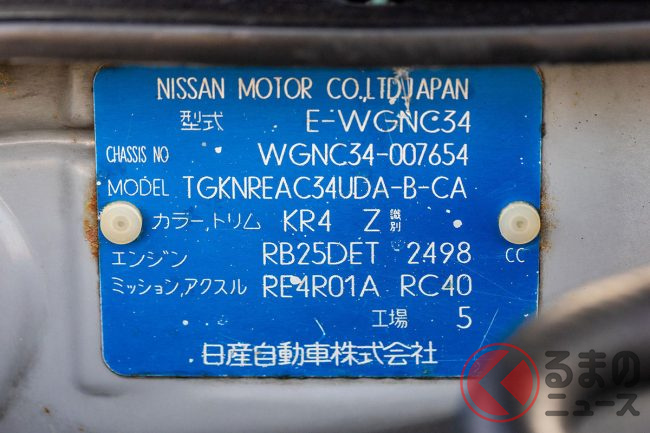 NISSAN MOTOR CO.,LTD.JAPAN
型式 E-WGNC34
CHASSIS NO WGNC34-007654
MODEL TGKNREAC34UDA-B-CA
カラー,トリム KR4 Z 識別
エンジン RB25DET 2498 CC
ミッション,アクスル RE4R01A RC40
工場 5
日産自動車株式会社
くるまの
ニュース